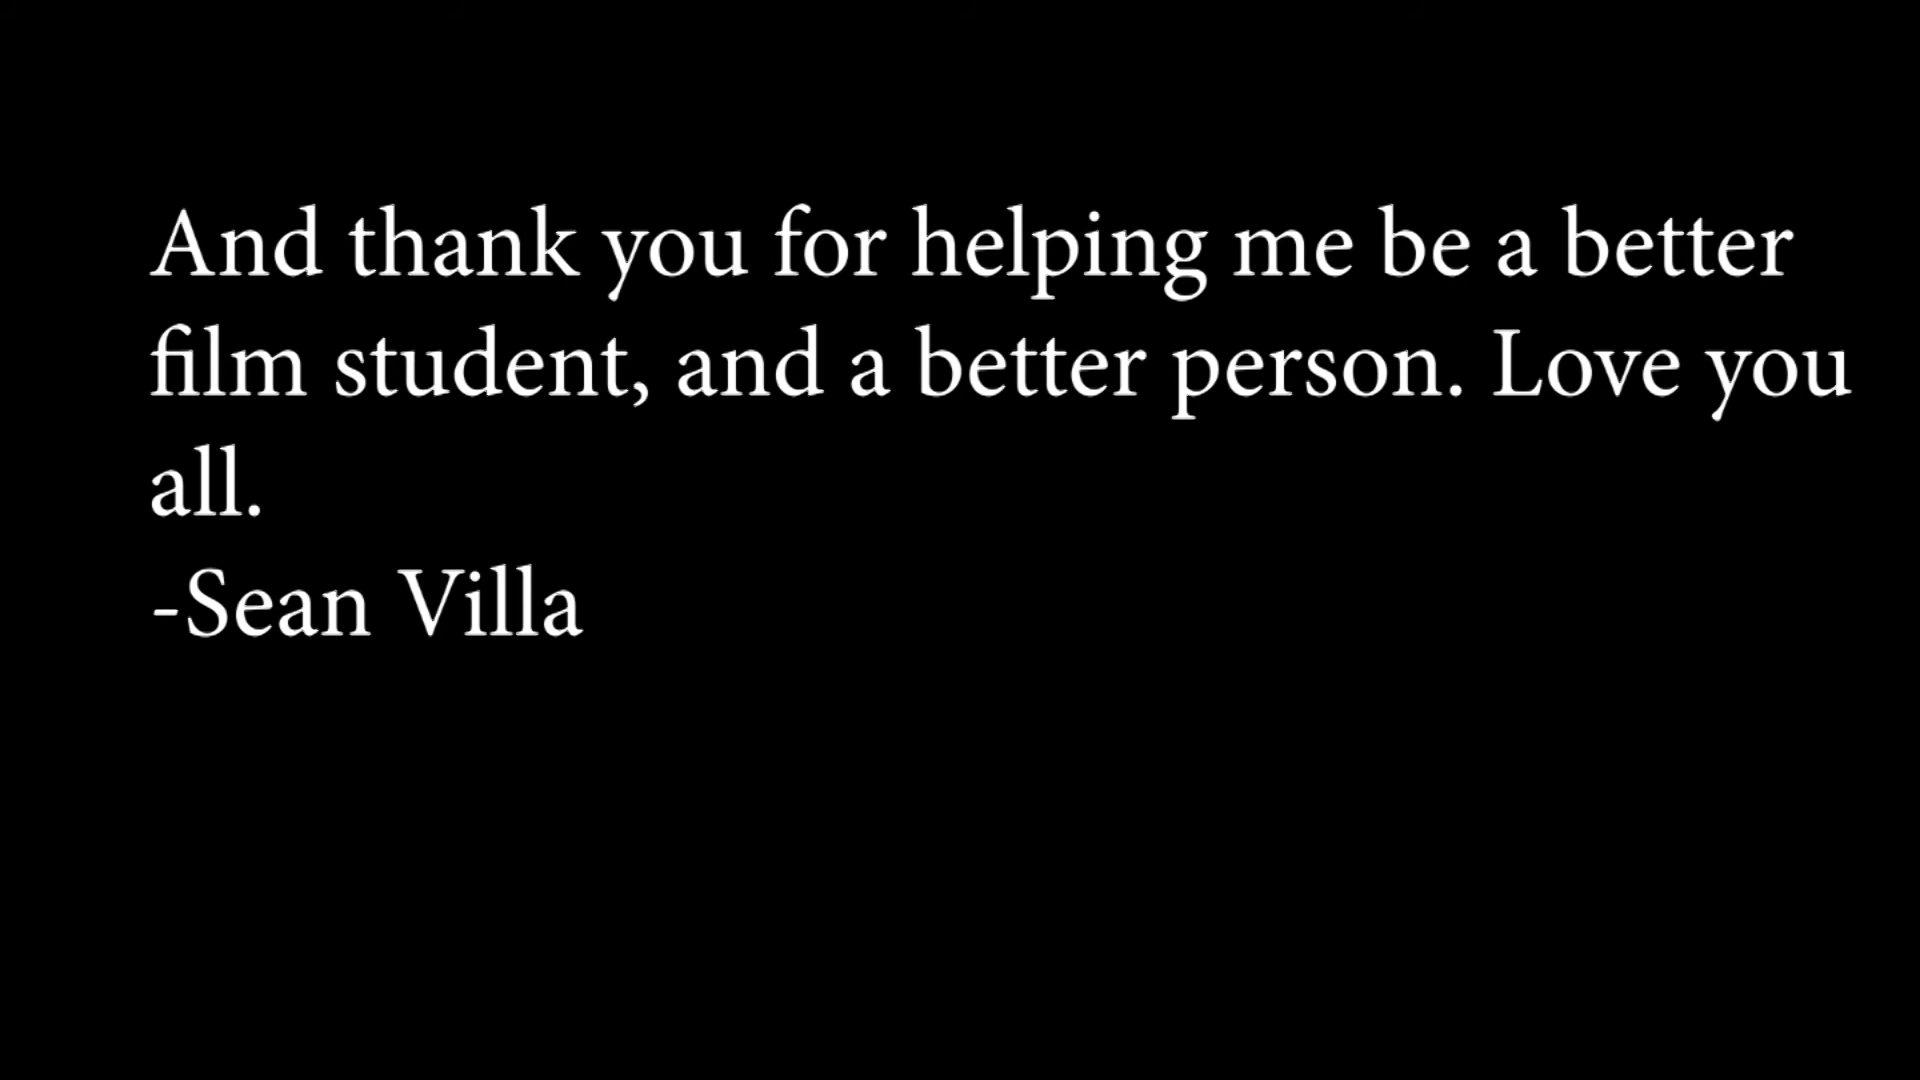 And thank you for helping me be a better
film student, and a better person. Love you
all.
-Sean Villa